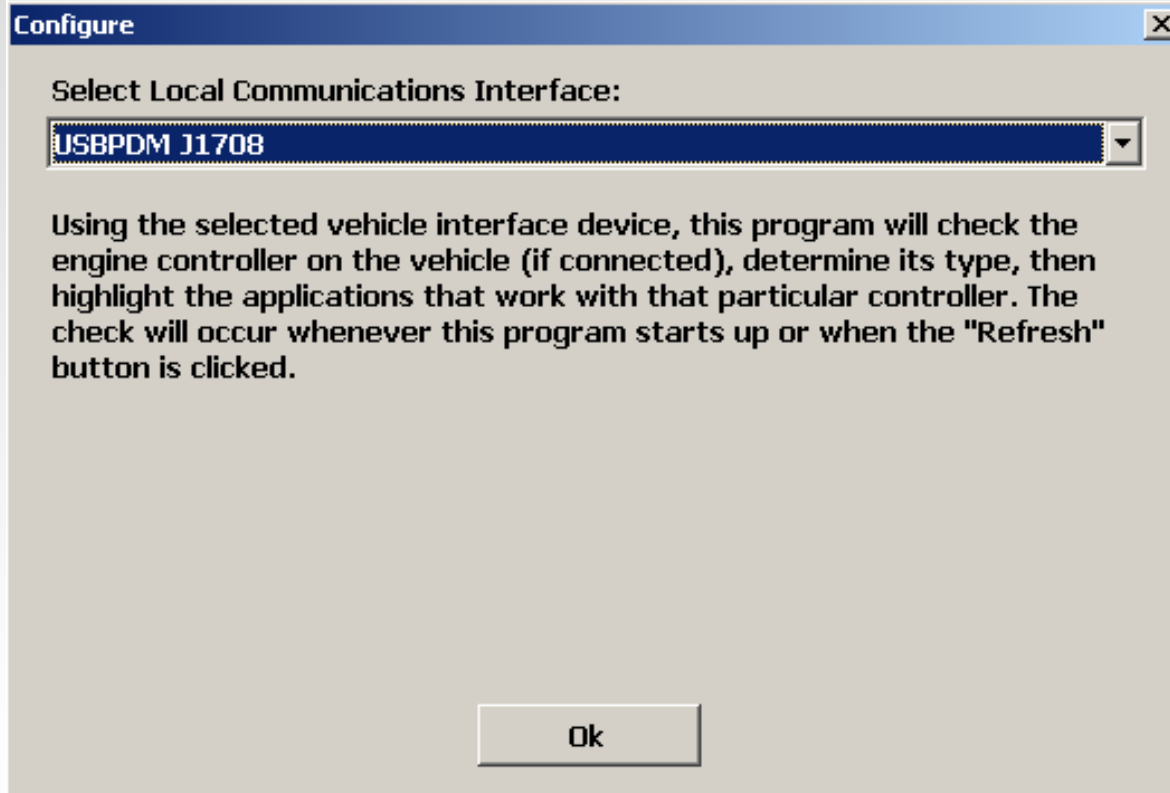 Configure
Select Local Communications Interface:
USBPDM J1708
Using the selected vehicle interface device, this program will check the
engine controller on the vehicle (if connected), determine its type, then
highlight the applications that work with that particular controller. The
check will occur whenever this program starts up or when the "Refresh"
button is clicked.
Ok